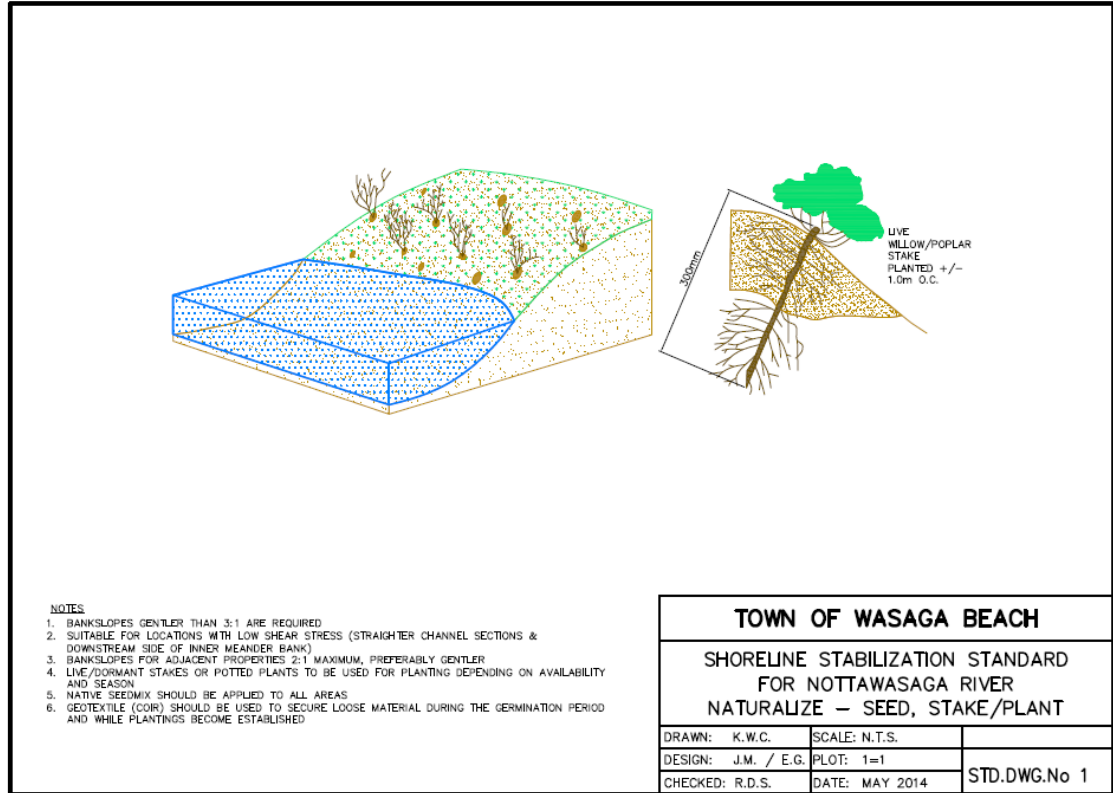 300mm
LIVE
WILLOW/POPLAR
STAKE
PLANTED +/-
1.0m O.C.
NOTES
1. BANKSLOPES GENTLER THAN 3:1 ARE REQUIRED
2. SUITABLE FOR LOCATIONS WITH LOW SHEAR STRESS (STRAIGHTER CHANNEL SECTIONS &
DOWNSTREAM SIDE OF INNER MEANDER BANK)
3. BANKSLOPES FOR ADJACENT PROPERTIES 2:1 MAXIMUM, PREFERABLY GENTLER
4. LIVE/DORMANT STAKES OR POTTED PLANTS TO BE USED FOR PLANTING DEPENDING ON AVAILABILITY
AND SEASON
5. NATIVE SEEDMIX SHOULD BE APPLIED TO ALL AREAS
6. GEOTEXTILE (COIR) SHOULD BE USED TO SECURE LOOSE MATERIAL DURING THE GERMINATION PERIOD
AND WHILE PLANTINGS BECOME ESTABLISHED
TOWN OF WASAGA BEACH
SHORELINE STABILIZATION STANDARD
FOR NOTTAWASAGA RIVER
NATURALIZE – SEED, STAKE/PLANT
DRAWN: K.W.C. SCALE: N.T.S.
DESIGN: J.M. / E.G. PLOT: 1=1
CHECKED: R.D.S. DATE: MAY 2014
STD.DWG.No 1